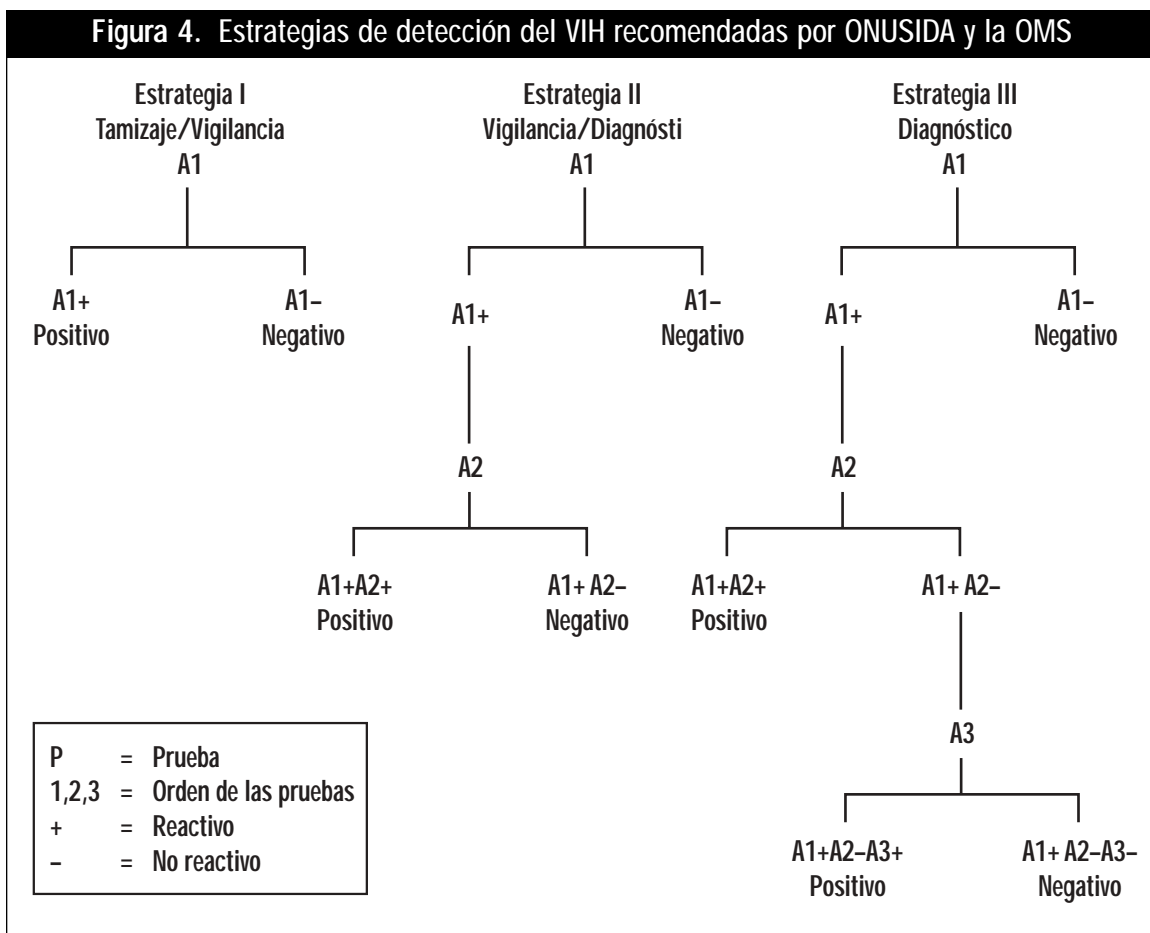 Figura 4. Estrategias de detección del VIH recomendadas por ONUSIDA y la OMS
Estrategia I
Tamizaje/Vigilancia
A1
A1+
Positivo
A1–
Negativo
Estrategia II
Vigilancia/Diagnósti
A1
A1+
A1–
Negativo
A2
A1+A2+
Positivo
A1+ A2–
Negativo
Estrategia III
Diagnóstico
A1
A1+
A1–
Negativo
A2
A1+A2+
Positivo
A1+ A2–
A3
A1+A2–A3+
Positivo
A1+ A2–A3–
Negativo
P = Prueba
1,2,3 = Orden de las pruebas
+ = Reactivo
– = No reactivo